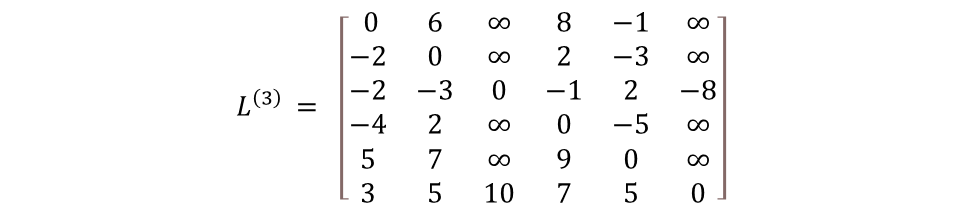 0 6 ∞ 8 −1 ∞
−2 0 ∞ 2 −3 ∞
L⁽³⁾ = −2 −3 0 −1 2 −8
−4 2 ∞ 0 −5 ∞
5 7 ∞ 9 0 ∞
3 5 10 7 5 0